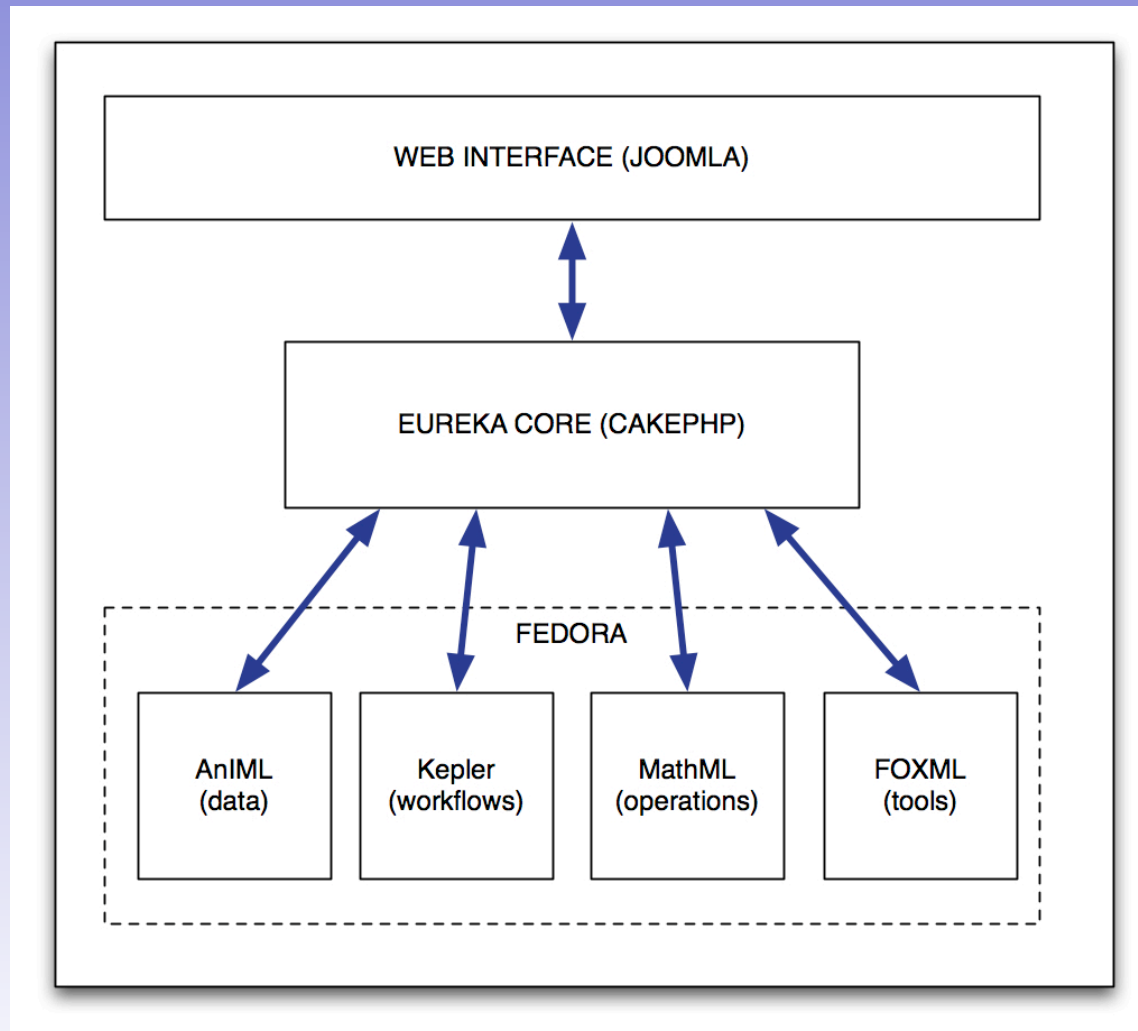 WEB INTERFACE (JOOMLA)
EUREKA CORE (CAKEPHP)
FEDORA
AnIML
(data)
Kepler
(workflows)
MathML
(operations)
FOXML
(tools)